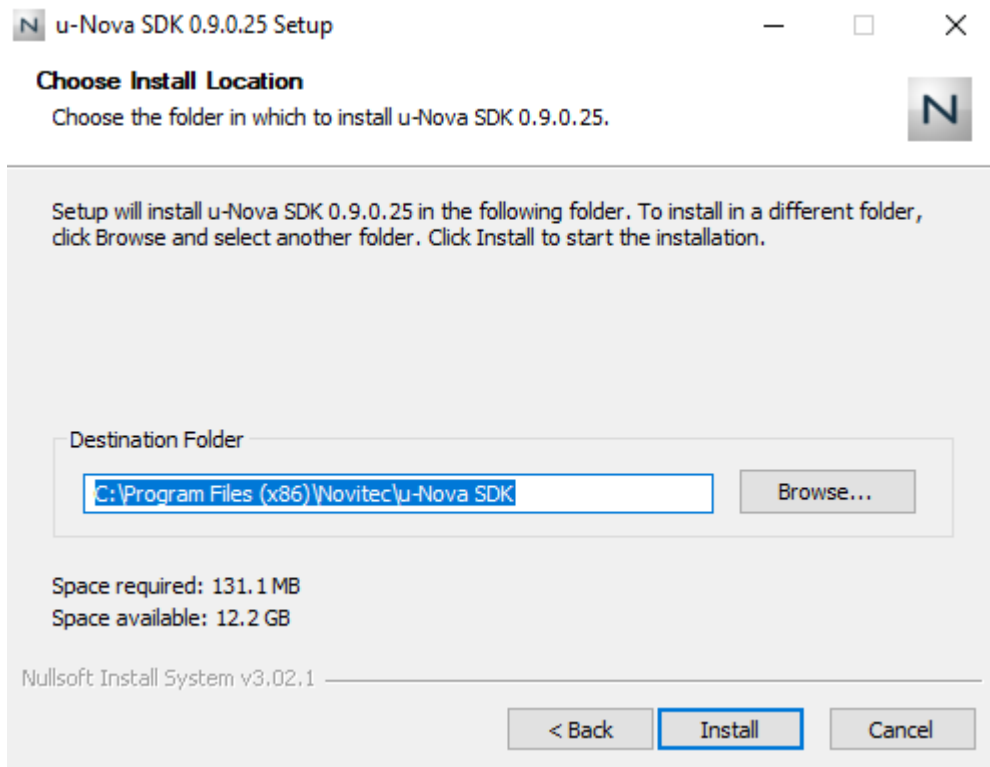 N u-Nova SDK 0.9.0.25 Setup
Choose Install Location
Choose the folder in which to install u-Nova SDK 0.9.0.25.
N
Setup will install u-Nova SDK 0.9.0.25 in the following folder. To install in a different folder,
click Browse and select another folder. Click Install to start the installation.
Destination Folder
C:\Program Files (x86)\Novitec\u-Nova SDK
Browse...
Space required: 131.1 MB
Space available: 12.2 GB
Nullsoft Install System v3.02.1
< Back
Install
Cancel